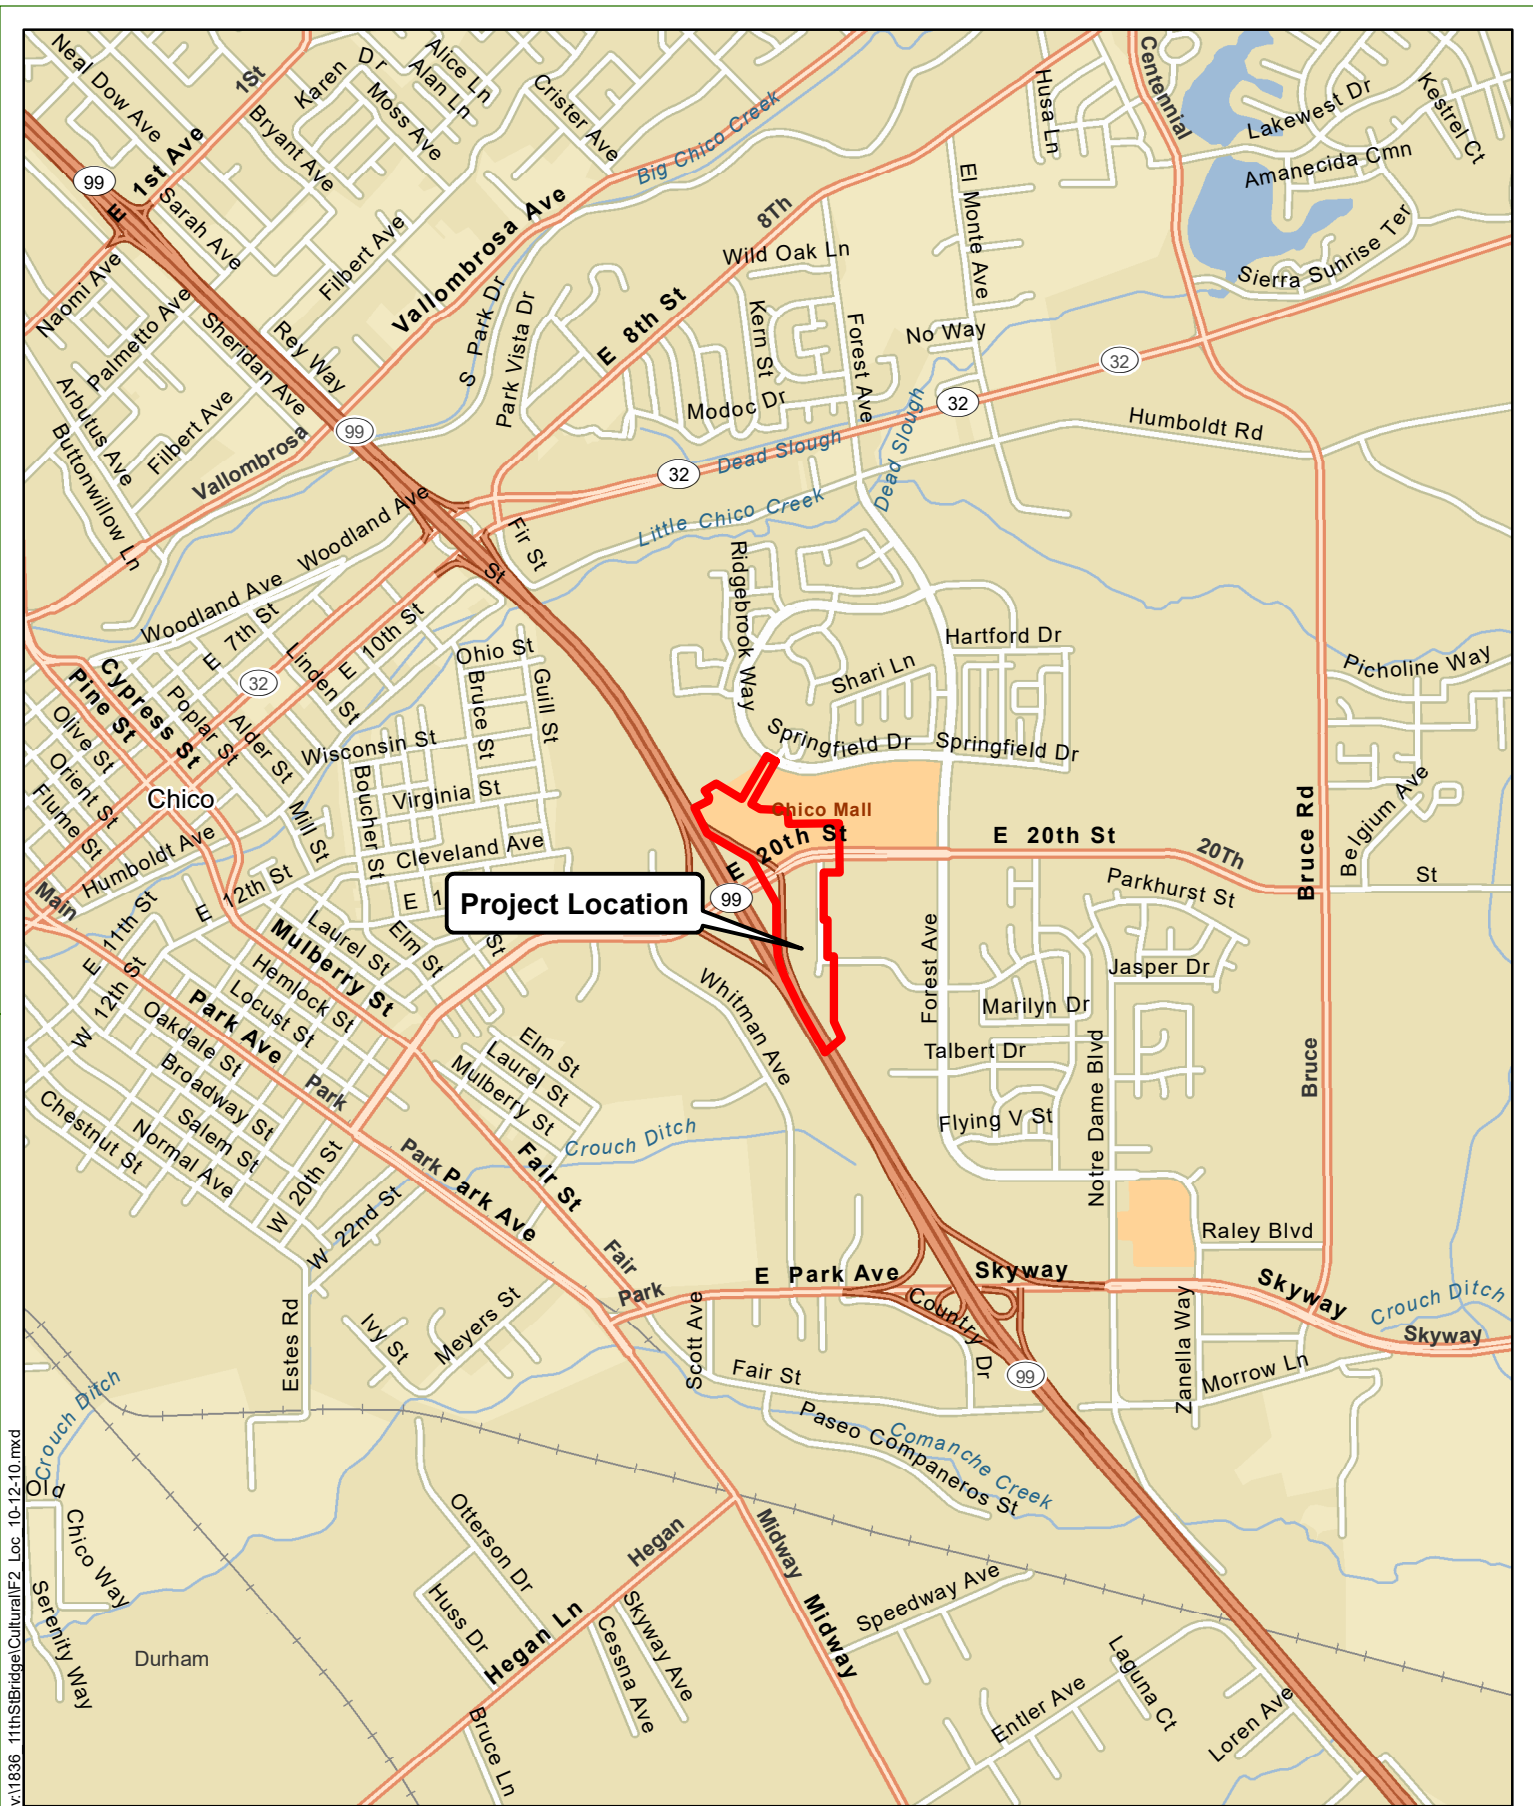 Neal Dow Ave
1St
Karen Dr
Alice Ln
Alan Ln
Moss Ave
Crister Ave
Bryant Ave
Big Chico Creek
Husa Ln
Centennial
Lakewest Dr
Kestrel Ct
Amanecida Cmn
Sierra Sunrise Ter
99
E 1st Ave
Sarah Ave
Filbert Ave
Vallombrosa Ave
8Th
Wild Oak Ln
El Monte Ave
Naomi Ave
Palmetto Ave
Sheridan Ave
Rey Way
S Park Dr
Park Vista Dr
E 8th St
Kern St
Forest Ave
No Way
32
Arbutus Ave
Filbert Ave
Buttonwillow Ln
Vallombrosa
99
Modoc Dr
32
Dead Slough
32
Dead Slough
Humboldt Rd
Woodland Ave
Fir St
Little Chico Creek
St
Woodland Ave
E 7th St
E 10th St
Linden St
32
Ridgebrook Way
Hartford Dr
Shari Ln
Picholine Way
Ohio St
Bruce St
Guill St
Cypress St
Pine St
Poplar St
Alder St
Olive St
Orient St
Flume St
Wisconsin St
Springfield Dr
Springfield Dr
Chico
Boucher St
Virginia St
Mill St
Chico Mall
Bruce Rd
Belgium Ave
Humboldt Ave
Cleveland Ave
E 20th St
E 20th St
20Th
St
Main
E 12th St
E 1
Project Location
99
Parkhurst St
E 11th St
Laurel St
Elm St
St
Mulberry St
W 12th St
Hemlock St
Locust St
Park Ave
Oakdale St
Forest Ave
Jasper Dr
Whitman Ave
Marilyn Dr
Talbert Dr
Elm St
Laurel St
Mulberry St
Broadway St
Park
Salem St
Chestnut St
Normal Ave
Notre Dame Blvd
Bruce
Flying V St
Crouch Ditch
Park
Park Ave
Fair St
W 20th St
W 22nd St
Raley Blvd
Fair
Park
E Park Ave
Skyway
Skyway
Crouch Ditch
Skyway
Estes Rd
Ivy St
Meyers St
Scott Ave
Country Dr
Zanella Way
Morrow Ln
99
Fair St
Crouch Ditch
Paseo Companeros St
Comanche Creek
Old
Chico Way
Serenity Way
Otterson Dr
Hegan
Midway
Huss Dr
Hegan Ln
Skyway Ave
Cessna Ave
Midway
Speedway Ave
Durham
Laguna Ct
Entler Ave
Loren Ave
Bruce Ln
v:\1836_11thStBridge\Cultural\F2_Loc_10-12-10.mxd